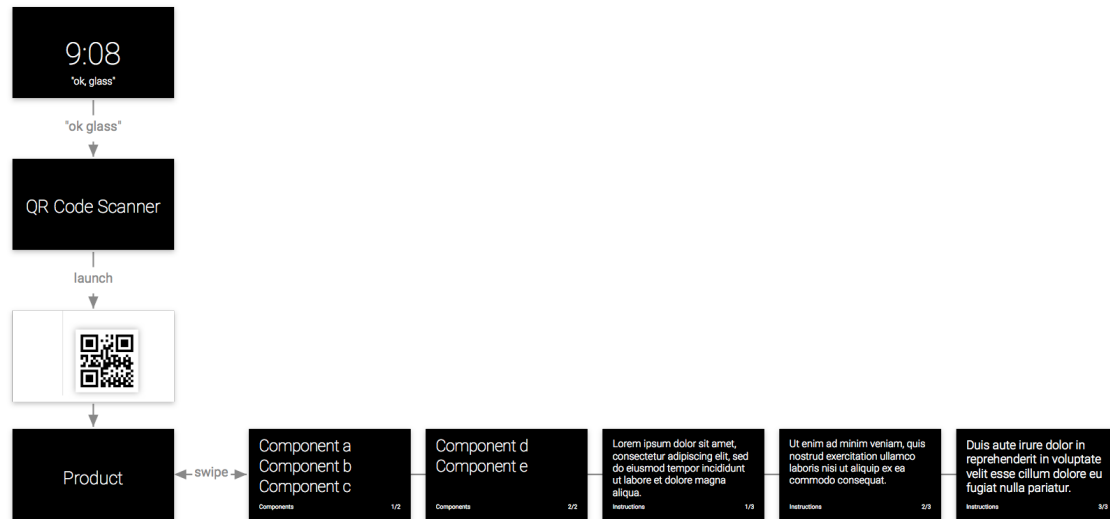 9:08
"ok, glass"
"ok glass"
QR Code Scanner
launch
Product
swipe
Component a
Component b
Component c
Components 1/2
Component d
Component e
Components 2/2
Lorem ipsum dolor sit amet,
consectetur adipiscing elit, sed
do eiusmod tempor incididunt
ut labore et dolore magna
aliqua.
Instructions 1/3
Ut enim ad minim veniam, quis
nostrud exercitation ullamco
laboris nisi ut aliquip ex ea
commodo consequat.
Instructions 2/3
Duis aute irure dolor in
reprehenderit in voluptate
velit esse cillum dolore eu
fugiat nulla pariatur.
Instructions 3/3